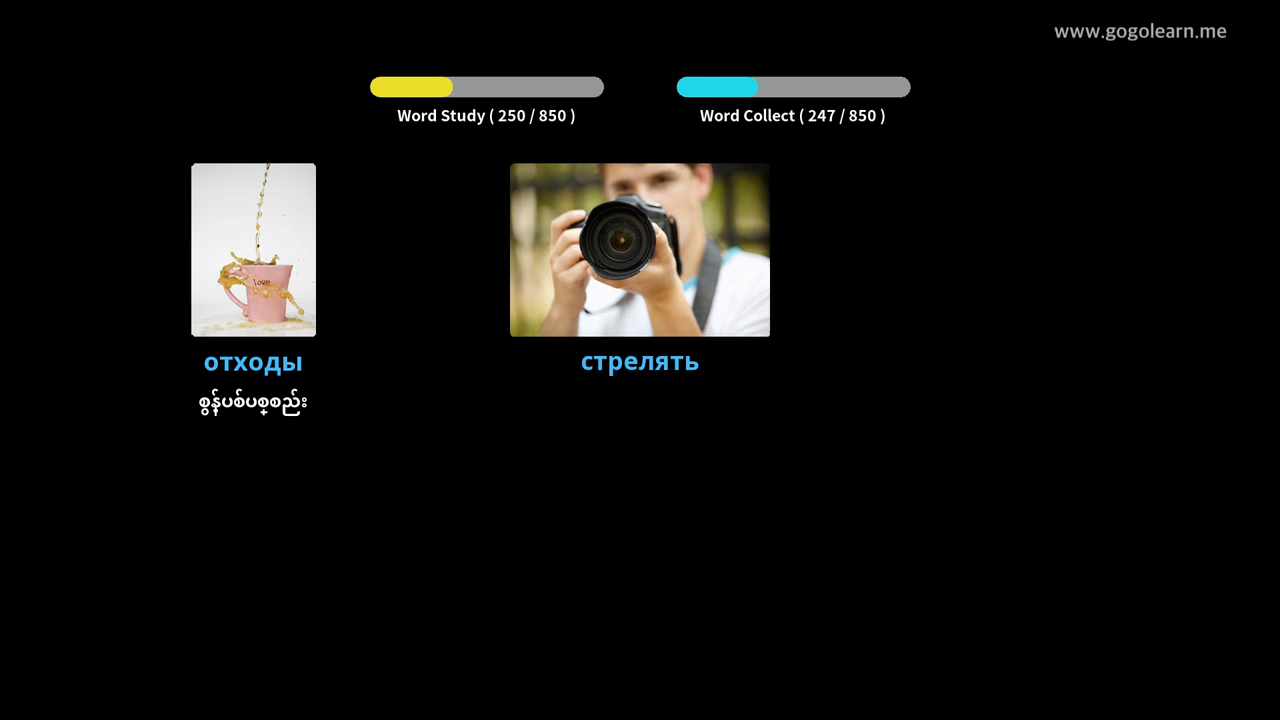 www.gogolearn.me
Word Study ( 250 / 850 )
Word Collect ( 247 / 850 )
love
отходы
стрелять
စွန့်ပစ်ပစ္စည်း